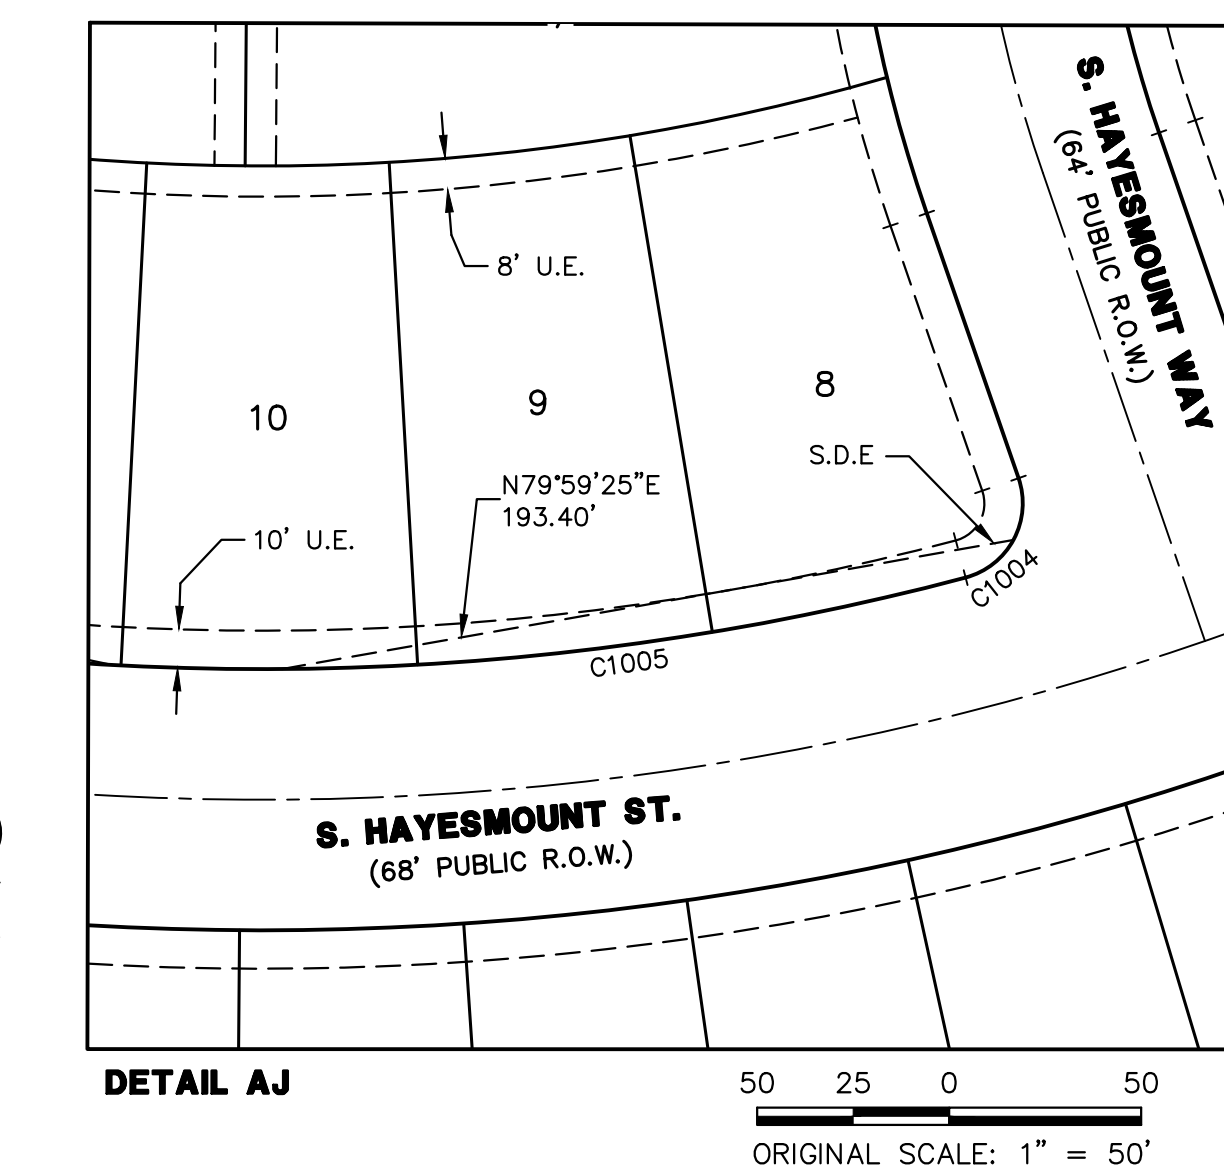 S. HAYESMOUNT WAY
(64' PUBLIC R.O.W.)
8' U.E.
10
9
8
S.D.E
N79°59'25"E
193.40'
10' U.E.
C1004
C1005
S. HAYESMOUNT ST.
(68' PUBLIC R.O.W.)
DETAIL AJ
50 25 0 50
ORIGINAL SCALE: 1" = 50'